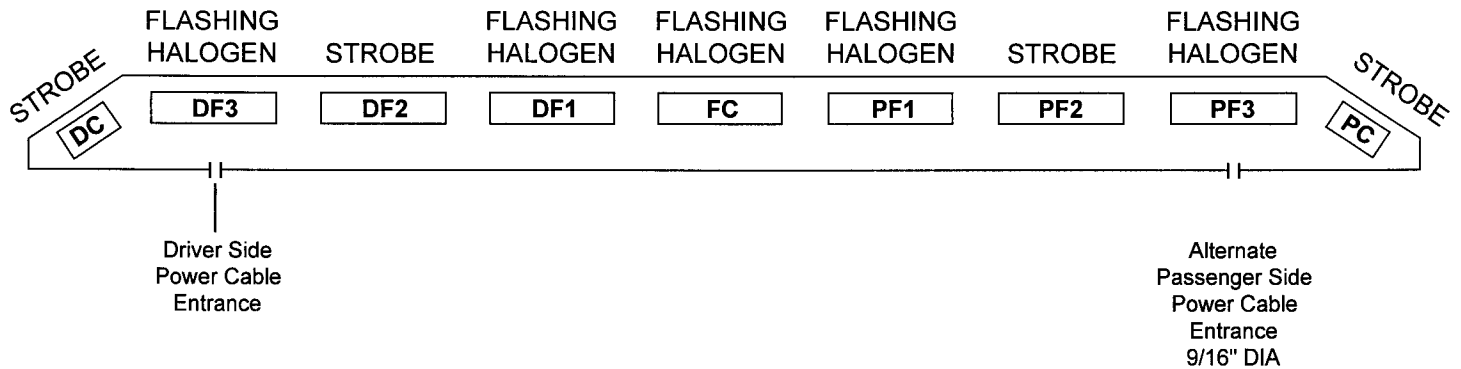 STROBE
FLASHING
HALOGEN
STROBE
FLASHING
HALOGEN
FLASHING
HALOGEN
FLASHING
HALOGEN
STROBE
FLASHING
HALOGEN
STROBE
DC
DF3
DF2
DF1
FC
PF1
PF2
PF3
PC
Driver Side
Power Cable
Entrance
Alternate
Passenger Side
Power Cable
Entrance
9/16" DIA